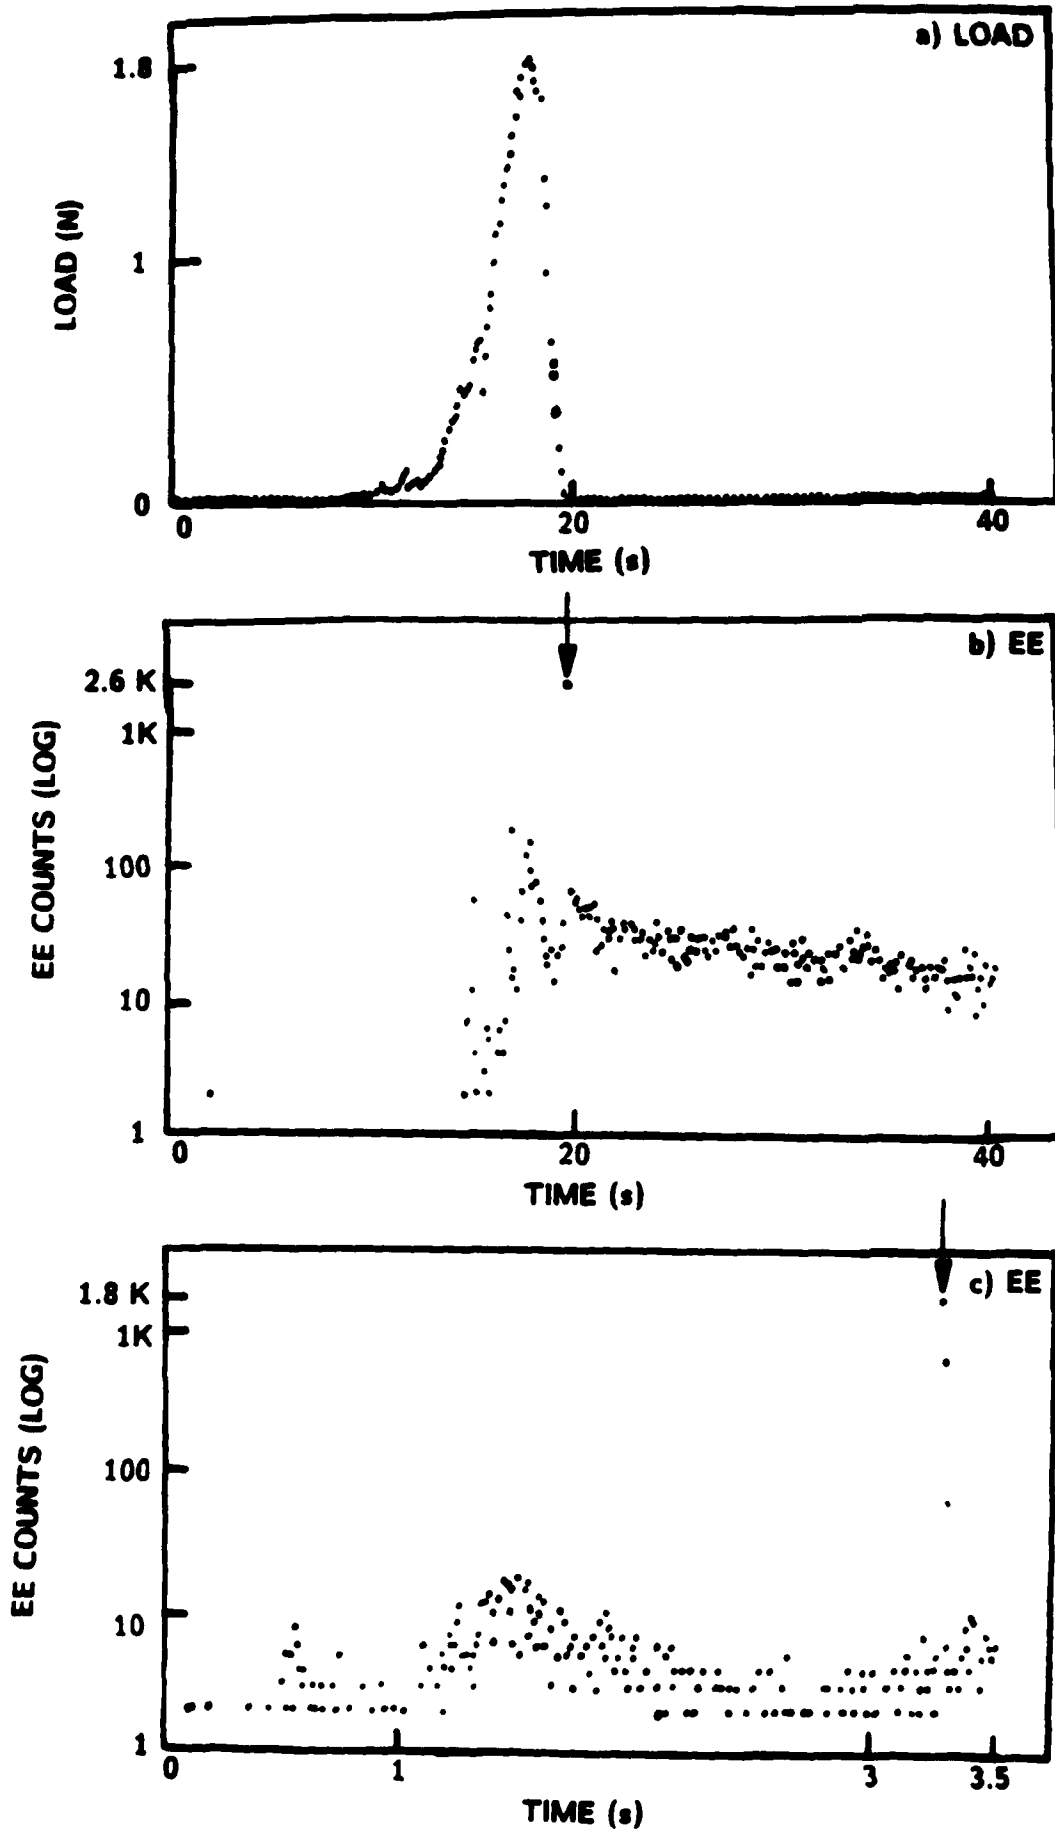 a) LOAD
1.8
1
0
LOAD (N)
0
20
40
TIME (s)
b) EE
2.6 K
1K
100
10
1
EE COUNTS (LOG)
0
20
40
TIME (s)
c) EE
1.8 K
1K
100
10
1
EE COUNTS (LOG)
0
1
3
3.5
TIME (s)